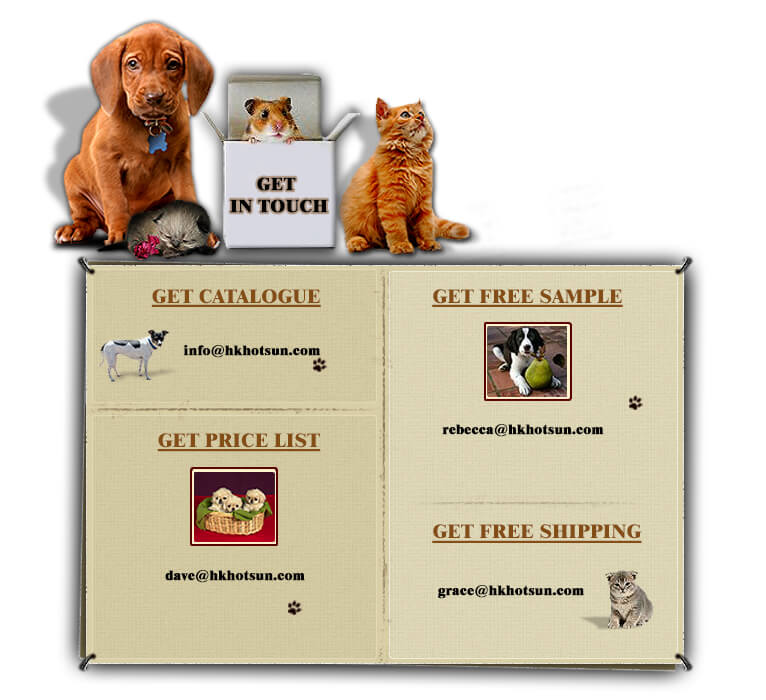 GET
IN TOUCH
GET CATALOGUE
info@hkhotsun.com
GET PRICE LIST
dave@hkhotsun.com
GET FREE SAMPLE
rebecca@hkhotsun.com
GET FREE SHIPPING
grace@hkhotsun.com